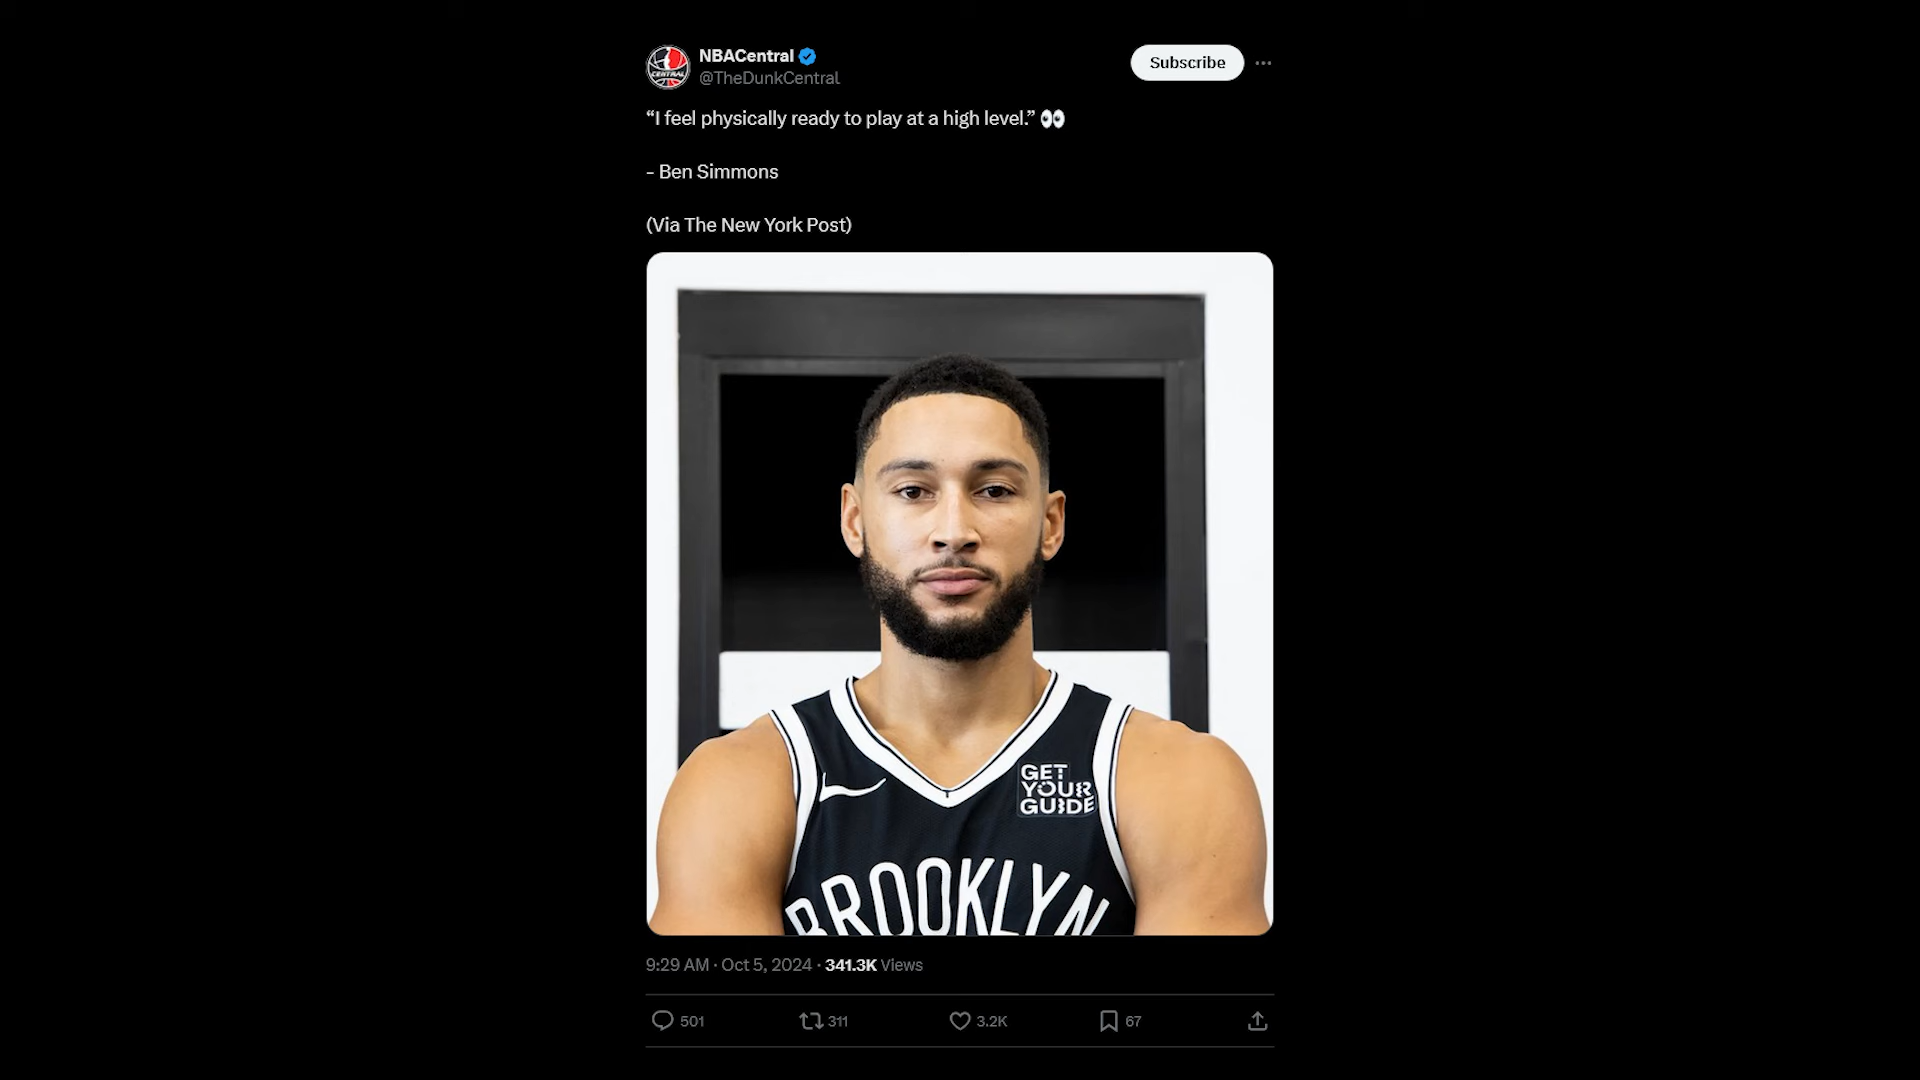 NBACentral
@TheDunkCentral
Subscribe
“I feel physically ready to play at a high level.” 👀
- Ben Simmons
(Via The New York Post)
CENTRAL
GET
YOUR
GUIDE
BROOKLYN
9:29 AM · Oct 5, 2024 · 341.3K Views
501 311 3.2K 67